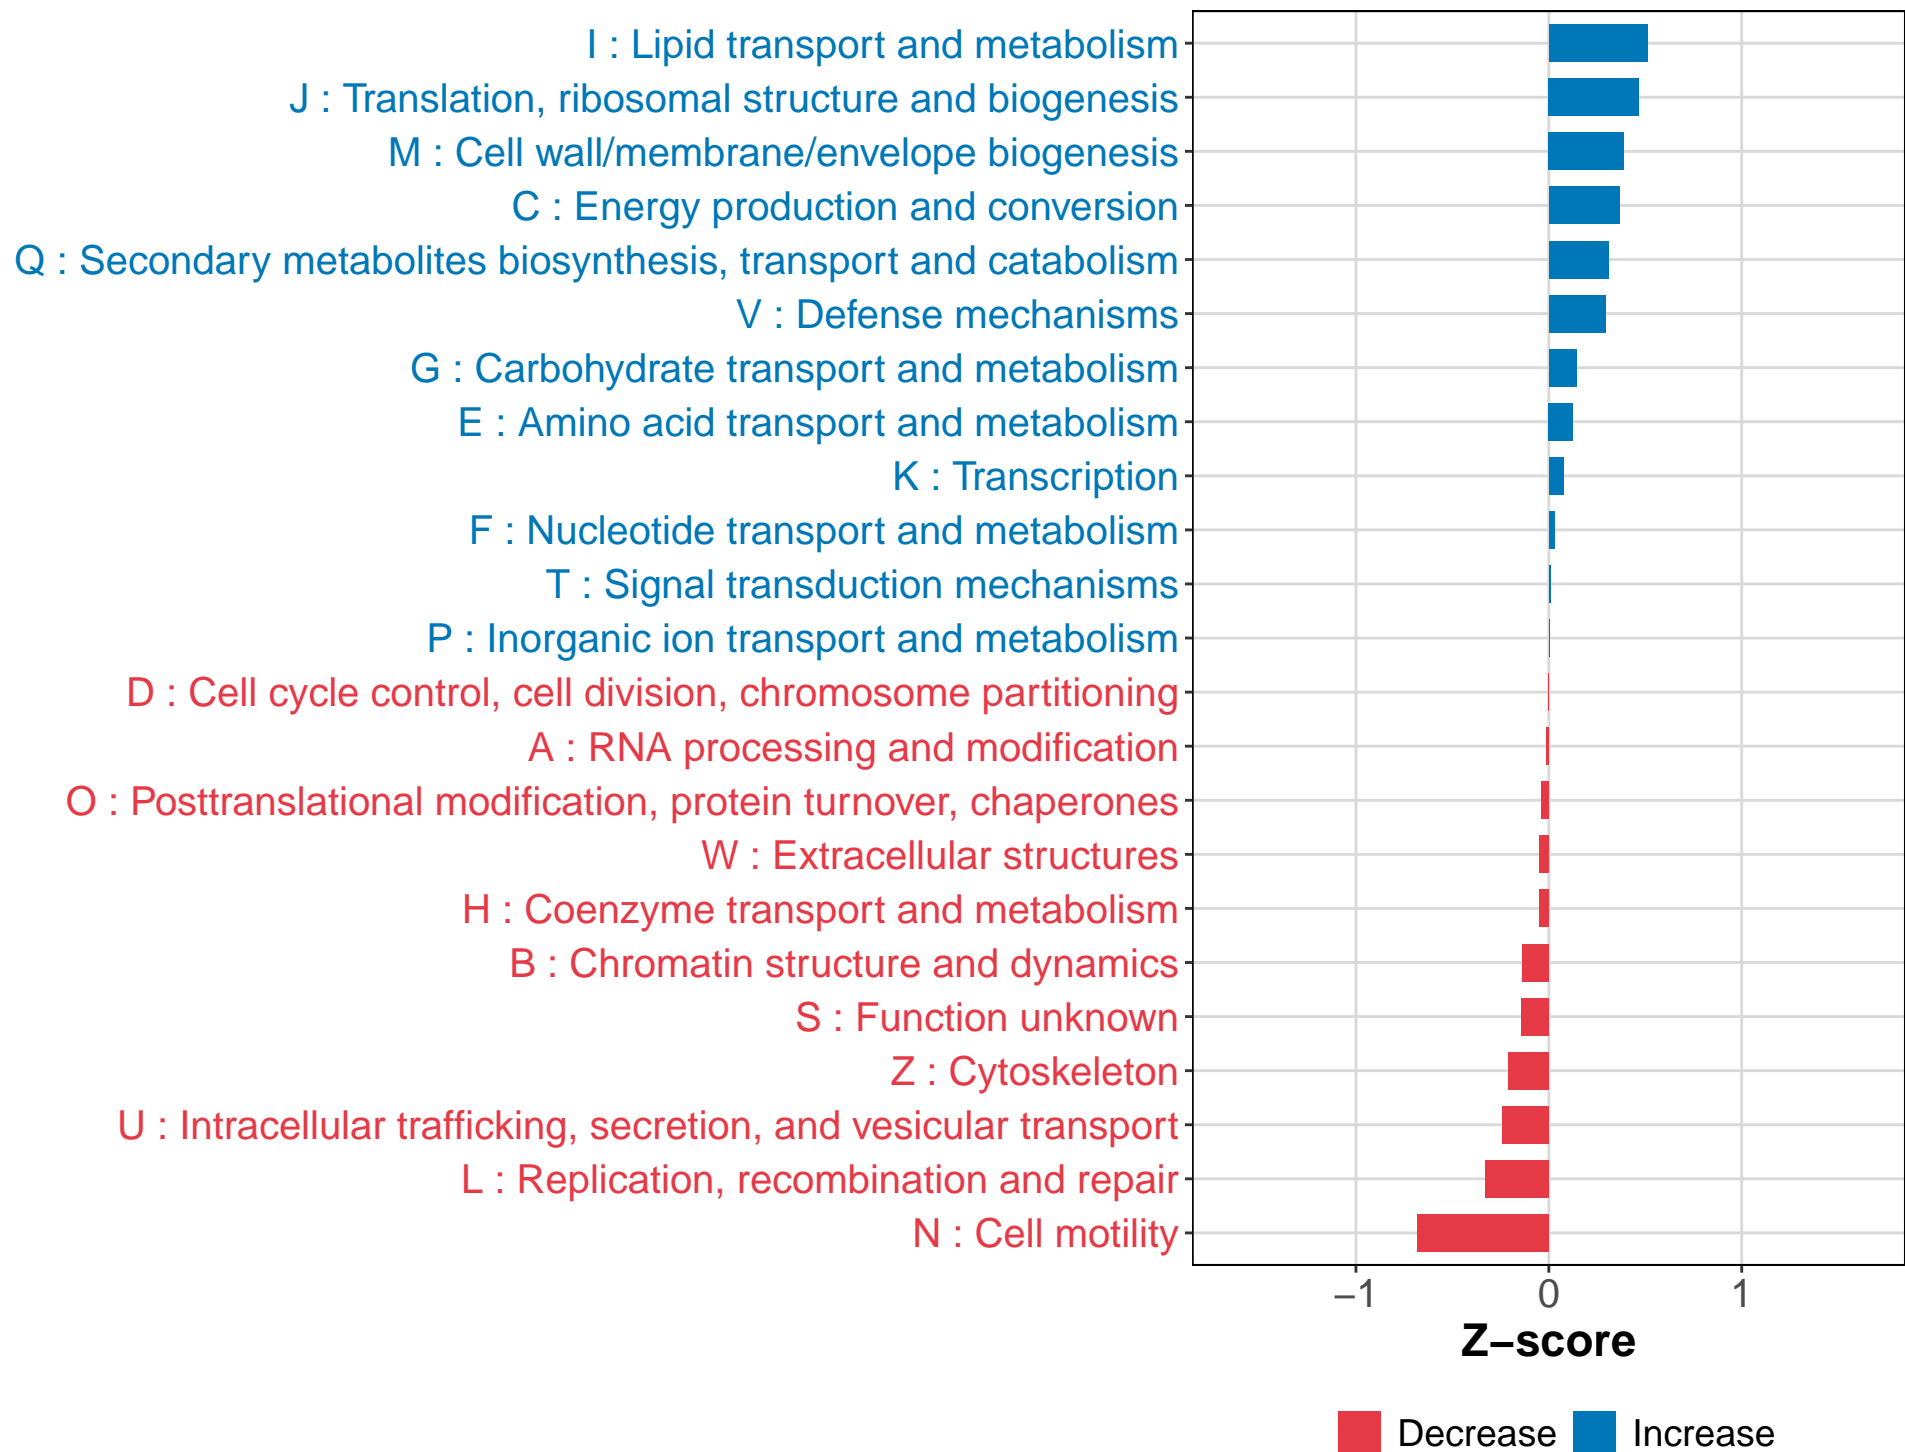 I : Lipid transport and metabolism
J : Translation, ribosomal structure and biogenesis
M : Cell wall/membrane/envelope biogenesis
C : Energy production and conversion
Q : Secondary metabolites biosynthesis, transport and catabolism
V : Defense mechanisms
G : Carbohydrate transport and metabolism
E : Amino acid transport and metabolism
K : Transcription
F : Nucleotide transport and metabolism
T : Signal transduction mechanisms
P : Inorganic ion transport and metabolism
D : Cell cycle control, cell division, chromosome partitioning
A : RNA processing and modification
O : Posttranslational modification, protein turnover, chaperones
W : Extracellular structures
H : Coenzyme transport and metabolism
B : Chromatin structure and dynamics
S : Function unknown
Z : Cytoskeleton
U : Intracellular trafficking, secretion, and vesicular transport
L : Replication, recombination and repair
N : Cell motility
−1 0 1
Z−score
Decrease Increase